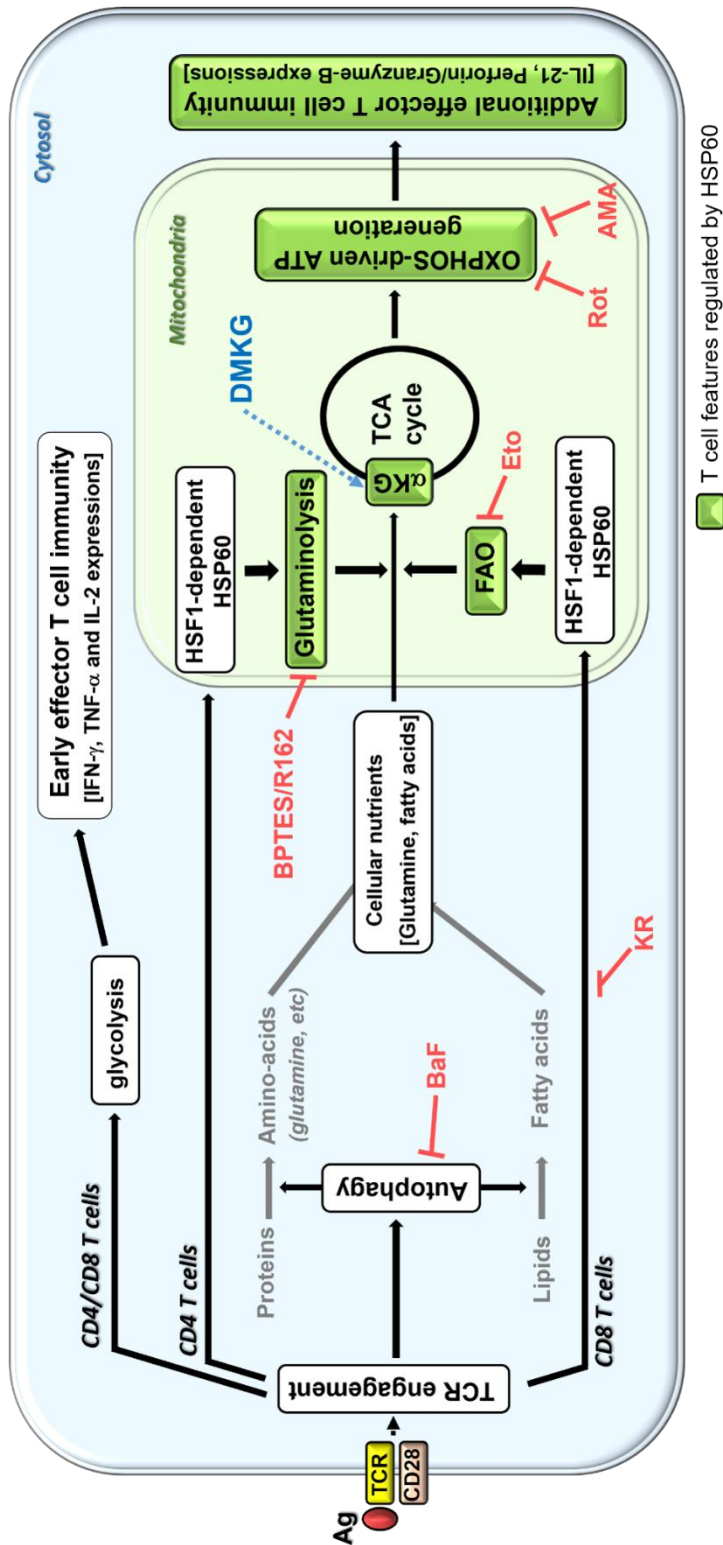 Cytosol
Early effector T cell immunity
[IFN-γ, TNF-α and IL-2 expressions]
glycolysis
CD4/CD8 T cells
CD4 T cells
Mitochondria
HSF1-dependent
HSP60
Glutaminolysis
BPTES/R162
DMKG
Ag
TCR
CD28
TCR engagement
Proteins
Amino-acids
(glutamine, etc)
Autophagy
BaF
Lipids
Fatty acids
Cellular nutrients
[Glutamine, fatty acids]
αKG
TCA
cycle
OXPHOS-driven ATP
generation
Additional effector T cell immunity
[IL-21, Perforin/Granzyme-B expressions]
FAO
Eto
Rot
AMA
HSF1-dependent
HSP60
CD8 T cells
KR
T cell features regulated by HSP60